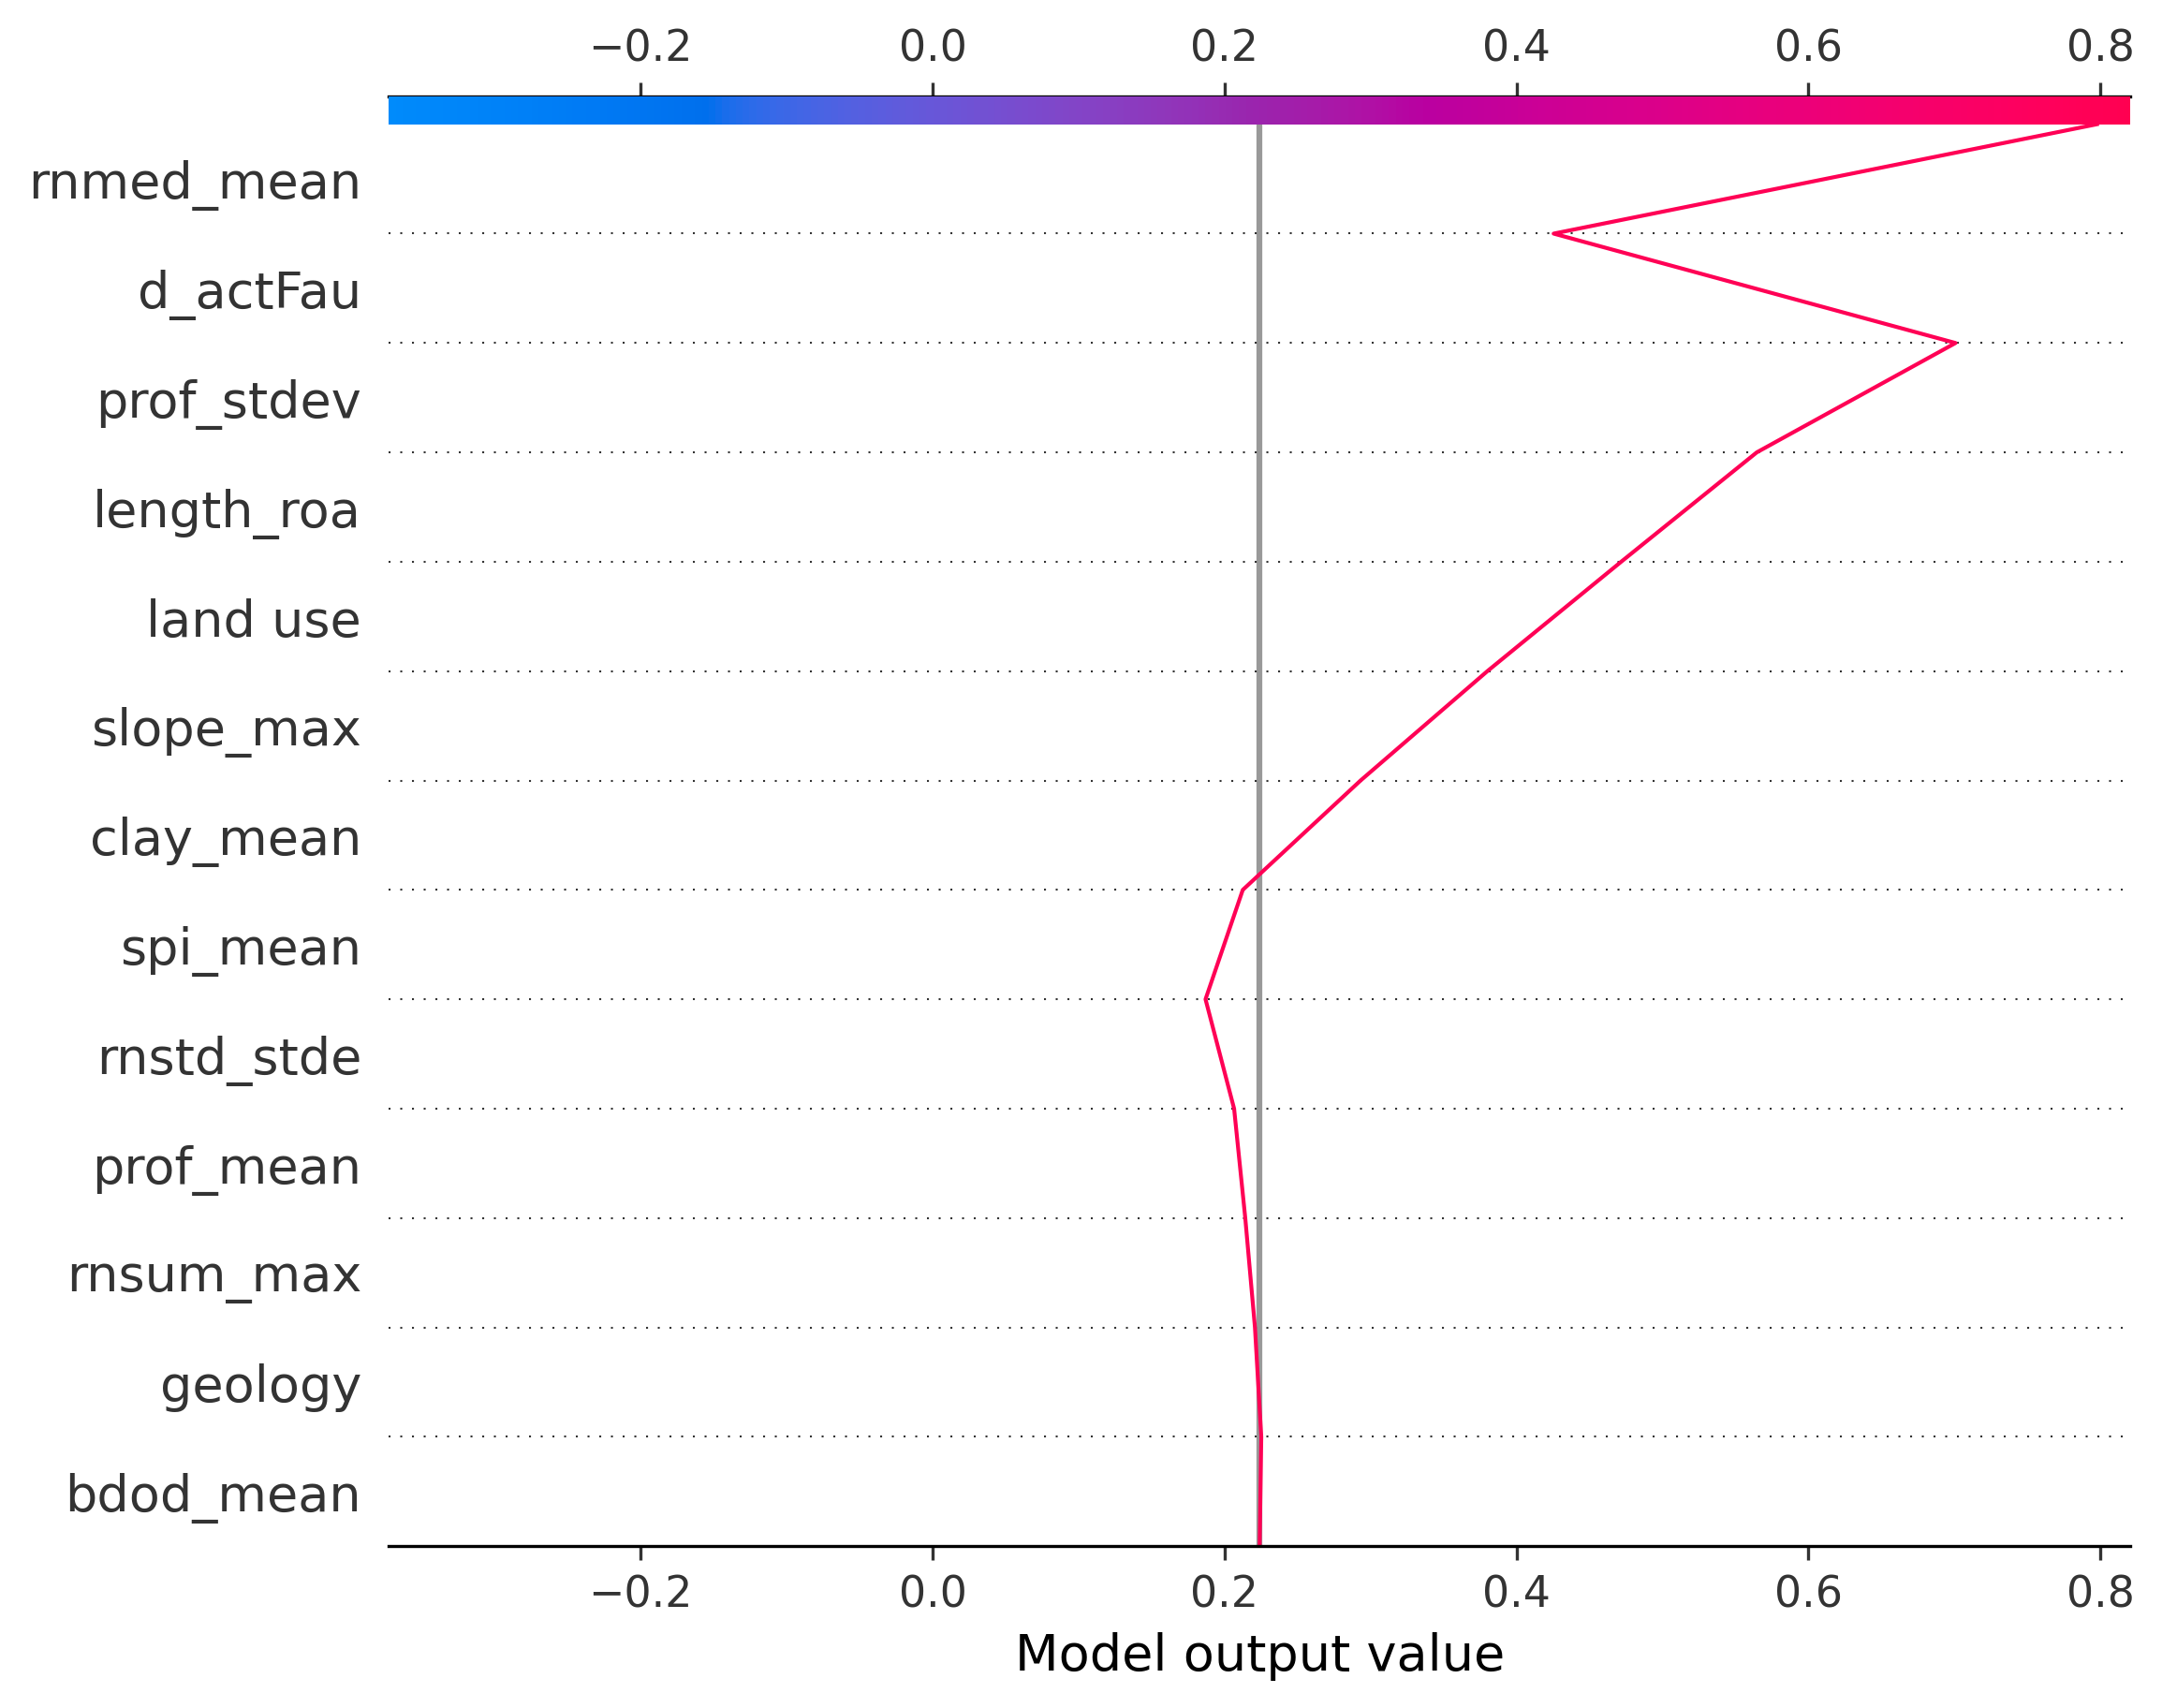 −0.2 0.0 0.2 0.4 0.6 0.8
rnmed_mean
d_actFau
prof_stdev
length_roa
land use
slope_max
clay_mean
spi_mean
rnstd_stde
prof_mean
rnsum_max
geology
bdod_mean
−0.2 0.0 0.2 0.4 0.6 0.8
Model output value